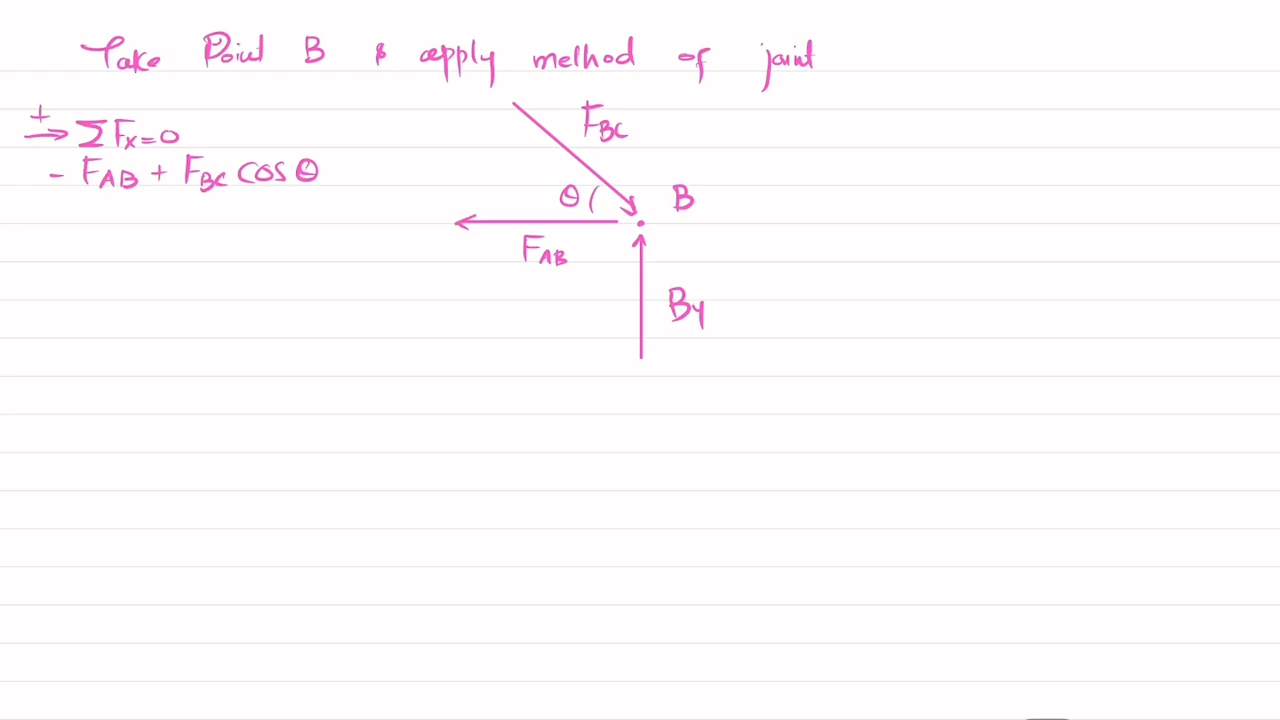 Take Point B & apply method of joint
+
→ ΣFx=0
- FAB + FBC cos θ
FBC
θ
B
FAB
By